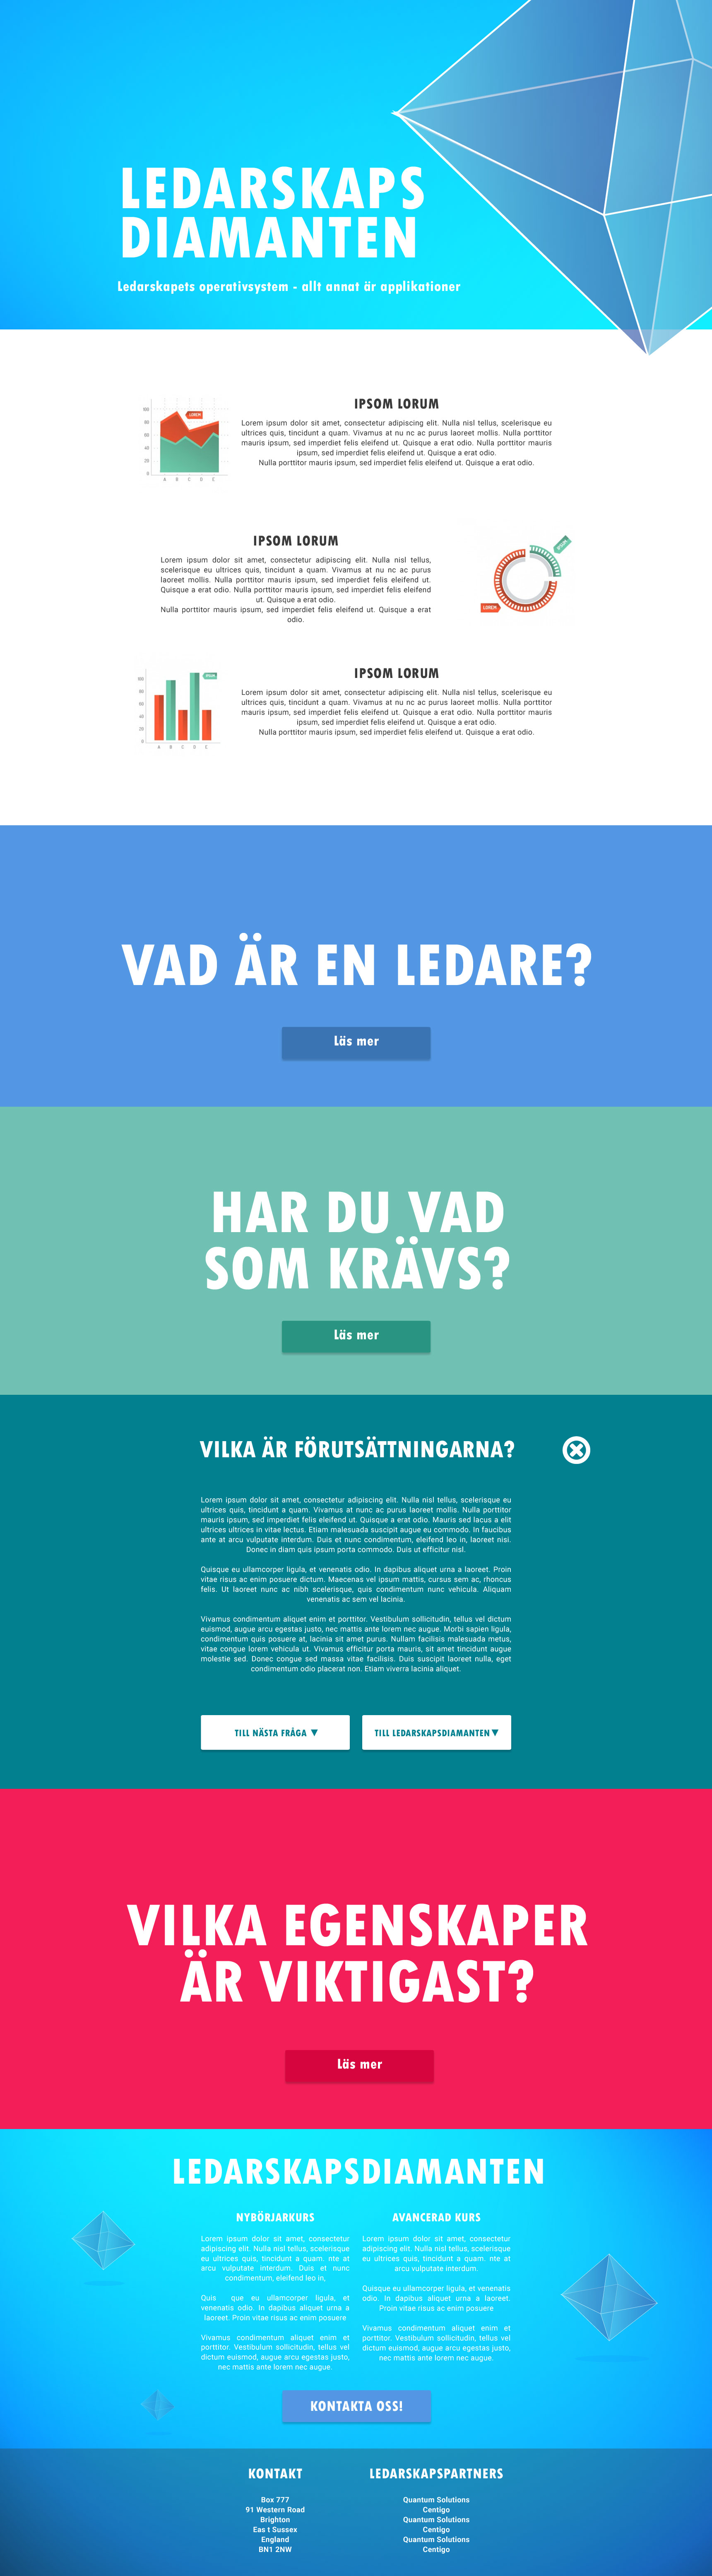 LEDARSKAPS
DIAMANTEN
Ledarskapets operativsystem - allt annat är applikationer
IPSOM LORUM
100
80
60
40
20
0
LOREM
A B C D E
Lorem ipsum dolor sit amet, consectetur adipiscing elit. Nulla nisl tellus, scelerisque eu
ultrices quis, tincidunt a quam. Vivamus at nu nc ac purus laoreet mollis. Nulla porttitor
mauris ipsum, sed imperdiet felis eleifend ut. Quisque a erat odio. Nulla porttitor mauris
ipsum, sed imperdiet felis eleifend ut. Quisque a erat odio.
Nulla porttitor mauris ipsum, sed imperdiet felis eleifend ut. Quisque a erat odio.
IPSOM LORUM
Lorem ipsum dolor sit amet, consectetur adipiscing elit. Nulla nisl tellus,
scelerisque eu ultrices quis, tincidunt a quam. Vivamus at nu nc ac purus
laoreet mollis. Nulla porttitor mauris ipsum, sed imperdiet felis eleifend ut.
Quisque a erat odio. Nulla porttitor mauris ipsum, sed imperdiet felis eleifend
ut. Quisque a erat odio.
Nulla porttitor mauris ipsum, sed imperdiet felis eleifend ut. Quisque a erat
odio.
LOREM
IPSOM LORUM
100
80
60
40
20
0
A B C D E
Lorem ipsum dolor sit amet, consectetur adipiscing elit. Nulla nisl tellus, scelerisque eu
ultrices quis, tincidunt a quam. Vivamus at nu nc ac purus laoreet mollis. Nulla porttitor
mauris ipsum, sed imperdiet felis eleifend ut. Quisque a erat odio. Nulla porttitor mauris
ipsum, sed imperdiet felis eleifend ut. Quisque a erat odio.
Nulla porttitor mauris ipsum, sed imperdiet felis eleifend ut. Quisque a erat odio.
VAD ÄR EN LEDARE?
Läs mer
HAR DU VAD
SOM KRÄVS?
Läs mer
VILKA ÄR FÖRUTSÄTTNINGARNA?
Lorem ipsum dolor sit amet, consectetur adipiscing elit. Nulla nisl tellus, scelerisque eu
ultrices quis, tincidunt a quam. Vivamus at nunc ac purus laoreet mollis. Nulla porttitor
mauris ipsum, sed imperdiet felis eleifend ut. Quisque a erat odio. Mauris sed lacus a elit
ultrices ultrices in vitae lectus. Etiam malesuada suscipit augue eu commodo. In faucibus
ante at arcu vulputate interdum. Duis et nunc condimentum, eleifend leo in, laoreet nisi.
Donec in diam quis ipsum porta commodo. Duis ut efficitur nisl.
Quisque eu ullamcorper ligula, et venenatis odio. In dapibus aliquet urna a laoreet. Proin
vitae risus ac enim posuere dictum. Maecenas vel ipsum mattis, cursus sem ac, rhoncus
felis. Ut laoreet nunc ac nibh scelerisque, quis condimentum nunc vehicula. Aliquam
venenatis ac sem vel lacinia.
Vivamus condimentum aliquet enim et porttitor. Vestibulum sollicitudin, tellus vel dictum
euismod, augue arcu egestas justo, nec mattis ante lorem nec augue. Morbi sapien ligula,
condimentum quis posuere at, lacinia sit amet purus. Nullam facilisis malesuada metus,
vitae congue lorem vehicula ut. Vivamus efficitur porta mauris, sit amet tincidunt augue
molestie sed. Donec congue sed massa vitae facilisis. Duis suscipit laoreet nulla, eget
condimentum odio placerat non. Etiam viverra lacinia aliquet.
TILL NÄSTA FRÅGA ▼
TILL LEDARSKAPSDIAMANTEN ▼
VILKA EGENSKAPER
ÄR VIKTIGAST?
Läs mer
LEDARSKAPSDIAMANTEN
NYBÖRJARKURS
Lorem ipsum dolor sit amet, consectetur
adipiscing elit. Nulla nisl tellus, scelerisque
eu ultrices quis, tincidunt a quam. nte at
arcu vulputate interdum. Duis et nunc
condimentum, eleifend leo in,
Quis que eu ullamcorper ligula, et
venenatis odio. In dapibus aliquet urna a
laoreet. Proin vitae risus ac enim posuere
Vivamus condimentum aliquet enim et
porttitor. Vestibulum sollicitudin, tellus vel
dictum euismod, augue arcu egestas justo,
nec mattis ante lorem nec augue.
AVANCERAD KURS
Lorem ipsum dolor sit amet, consectetur
adipiscing elit. Nulla nisl tellus, scelerisque
eu ultrices quis, tincidunt a quam. nte at
arcu vulputate interdum.
Quisque eu ullamcorper ligula, et venenatis
odio. In dapibus aliquet urna a laoreet.
Proin vitae risus ac enim posuere
Vivamus condimentum aliquet enim et
porttitor. Vestibulum sollicitudin, tellus vel
dictum euismod, augue arcu egestas justo,
nec mattis ante lorem nec augue.
KONTAKTA OSS!
KONTAKT
Box 777
91 Western Road
Brighton
Eas t Sussex
England
BN1 2NW
LEDARSKAPSPARTNERS
Quantum Solutions
Centigo
Quantum Solutions
Centigo
Quantum Solutions
Centigo